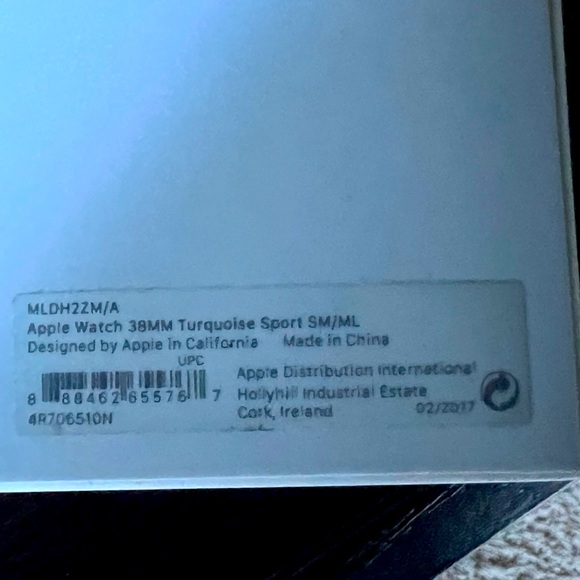 MLDH2ZM/A
Apple Watch 38MM Turquoise Sport SM/ML
Designed by Apple in California Made in China
UPC
8 88462 65576 7
4R706510N
Apple Distribution International
Hollyhill Industrial Estate
Cork, Ireland 02/2017